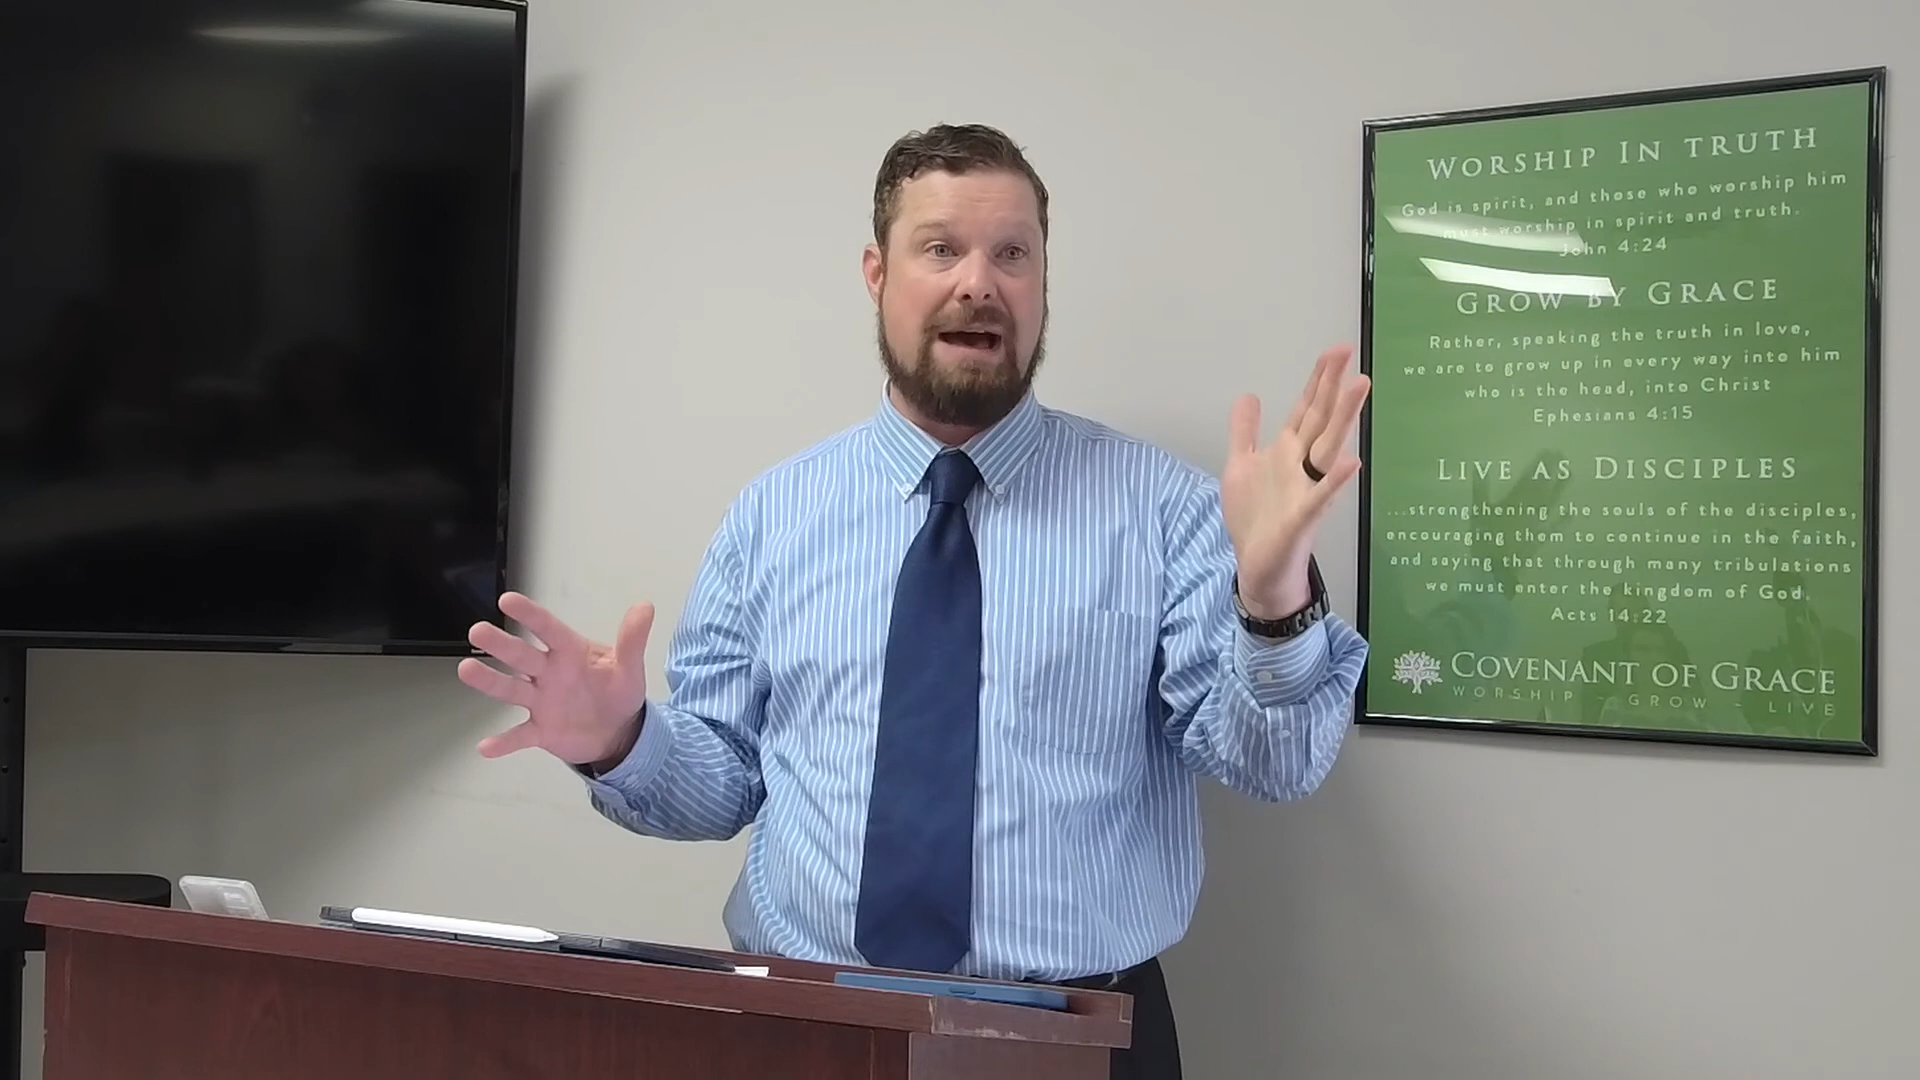 WORSHIP IN TRUTH
God is spirit, and those who worship him
must worship in spirit and truth.
John 4:24
GROW BY GRACE
Rather, speaking the truth in love,
we are to grow up in every way into him
who is the head, into Christ
Ephesians 4:15
LIVE AS DISCIPLES
...strengthening the souls of the disciples,
encouraging them to continue in the faith,
and saying that through many tribulations
we must enter the kingdom of God.
Acts 14:22
COVENANT OF GRACE
WORSHIP - GROW - LIVE